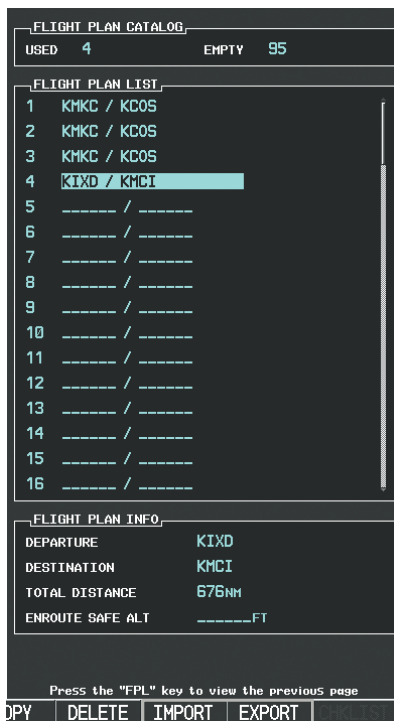 FLIGHT PLAN CATALOG
USED 4 EMPTY 95
FLIGHT PLAN LIST
1 KMKC / KCOS
2 KMKC / KCOS
3 KMKC / KCOS
4 KIXD / KMCI
5 ______ / ______
6 ______ / ______
7 ______ / ______
8 ______ / ______
9 ______ / ______
10 ______ / ______
11 ______ / ______
12 ______ / ______
13 ______ / ______
14 ______ / ______
15 ______ / ______
16 ______ / ______
FLIGHT PLAN INFO
DEPARTURE KIXD
DESTINATION KMCI
TOTAL DISTANCE 676NM
ENROUTE SAFE ALT ______FT
Press the "FPL" key to view the previous page
OPY DELETE IMPORT EXPORT CHKLIST